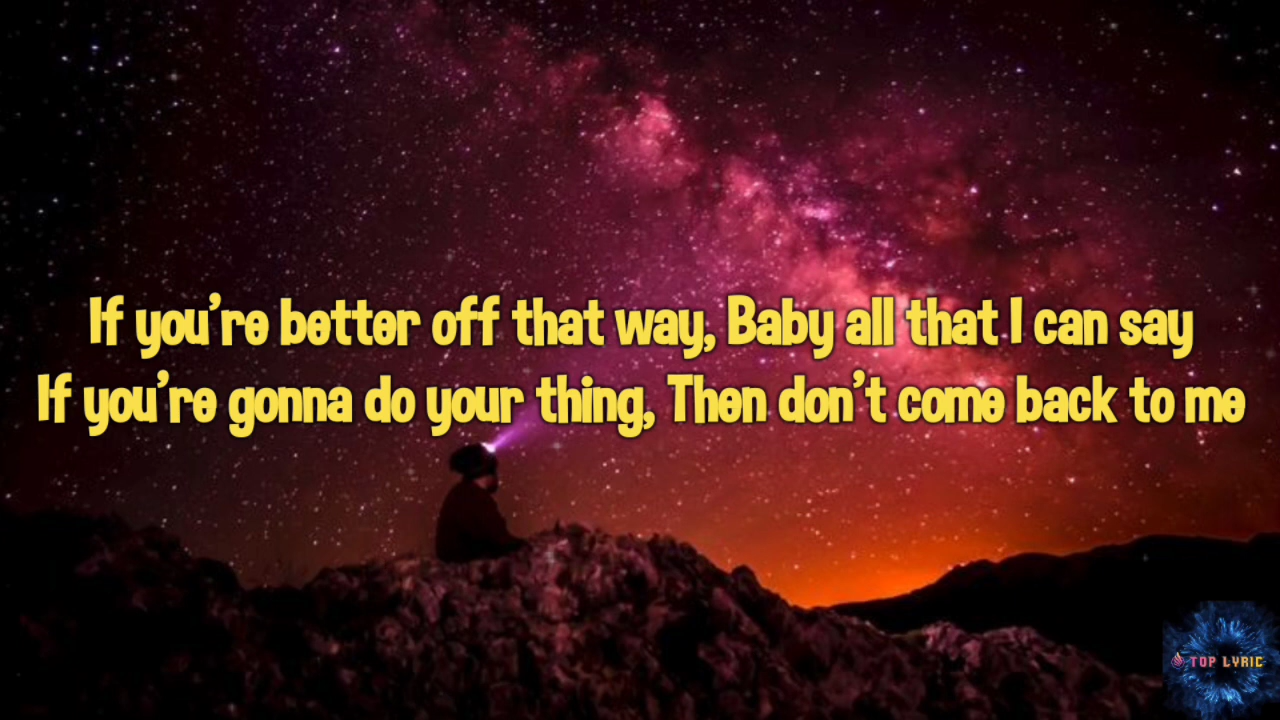 If you're better off that way, Baby all that I can say
If you're gonna do your thing, Then don't come back to me
TOP LYRIC